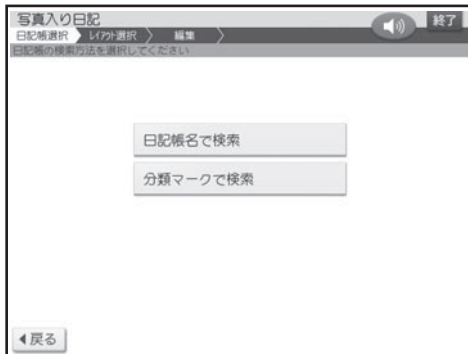 写真入り日記
終了
日記帳選択 レイアウト選択 編集
日記帳の検索方法を選択してください
日記帳名で検索
分類マークで検索
戻る